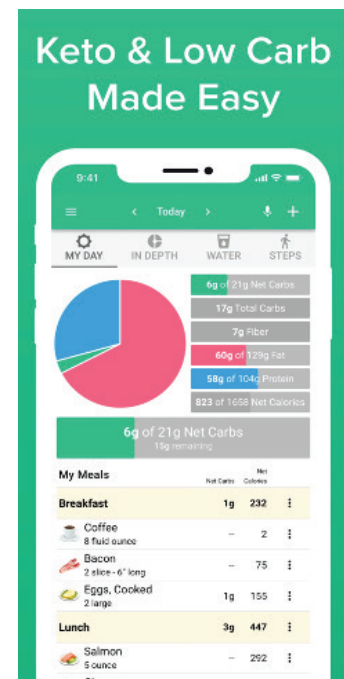 Keto & Low Carb
Made Easy
9:41
Today
MY DAY
IN DEPTH
WATER
STEPS
6g of 21g Net Carbs
17g Total Carbs
7g Fiber
60g of 129g Fat
58g of 104g Protein
823 of 1658 Net Calories
6g of 21g Net Carbs
15g remaining
My Meals
Net Carbs
Net
Calories
Breakfast 1g 232
Coffee – 2
8 fluid ounce
Bacon – 75
2 slice - 6" long
Eggs, Cooked 1g 155
2 large
Lunch 3g 447
Salmon – 292
5 ounce